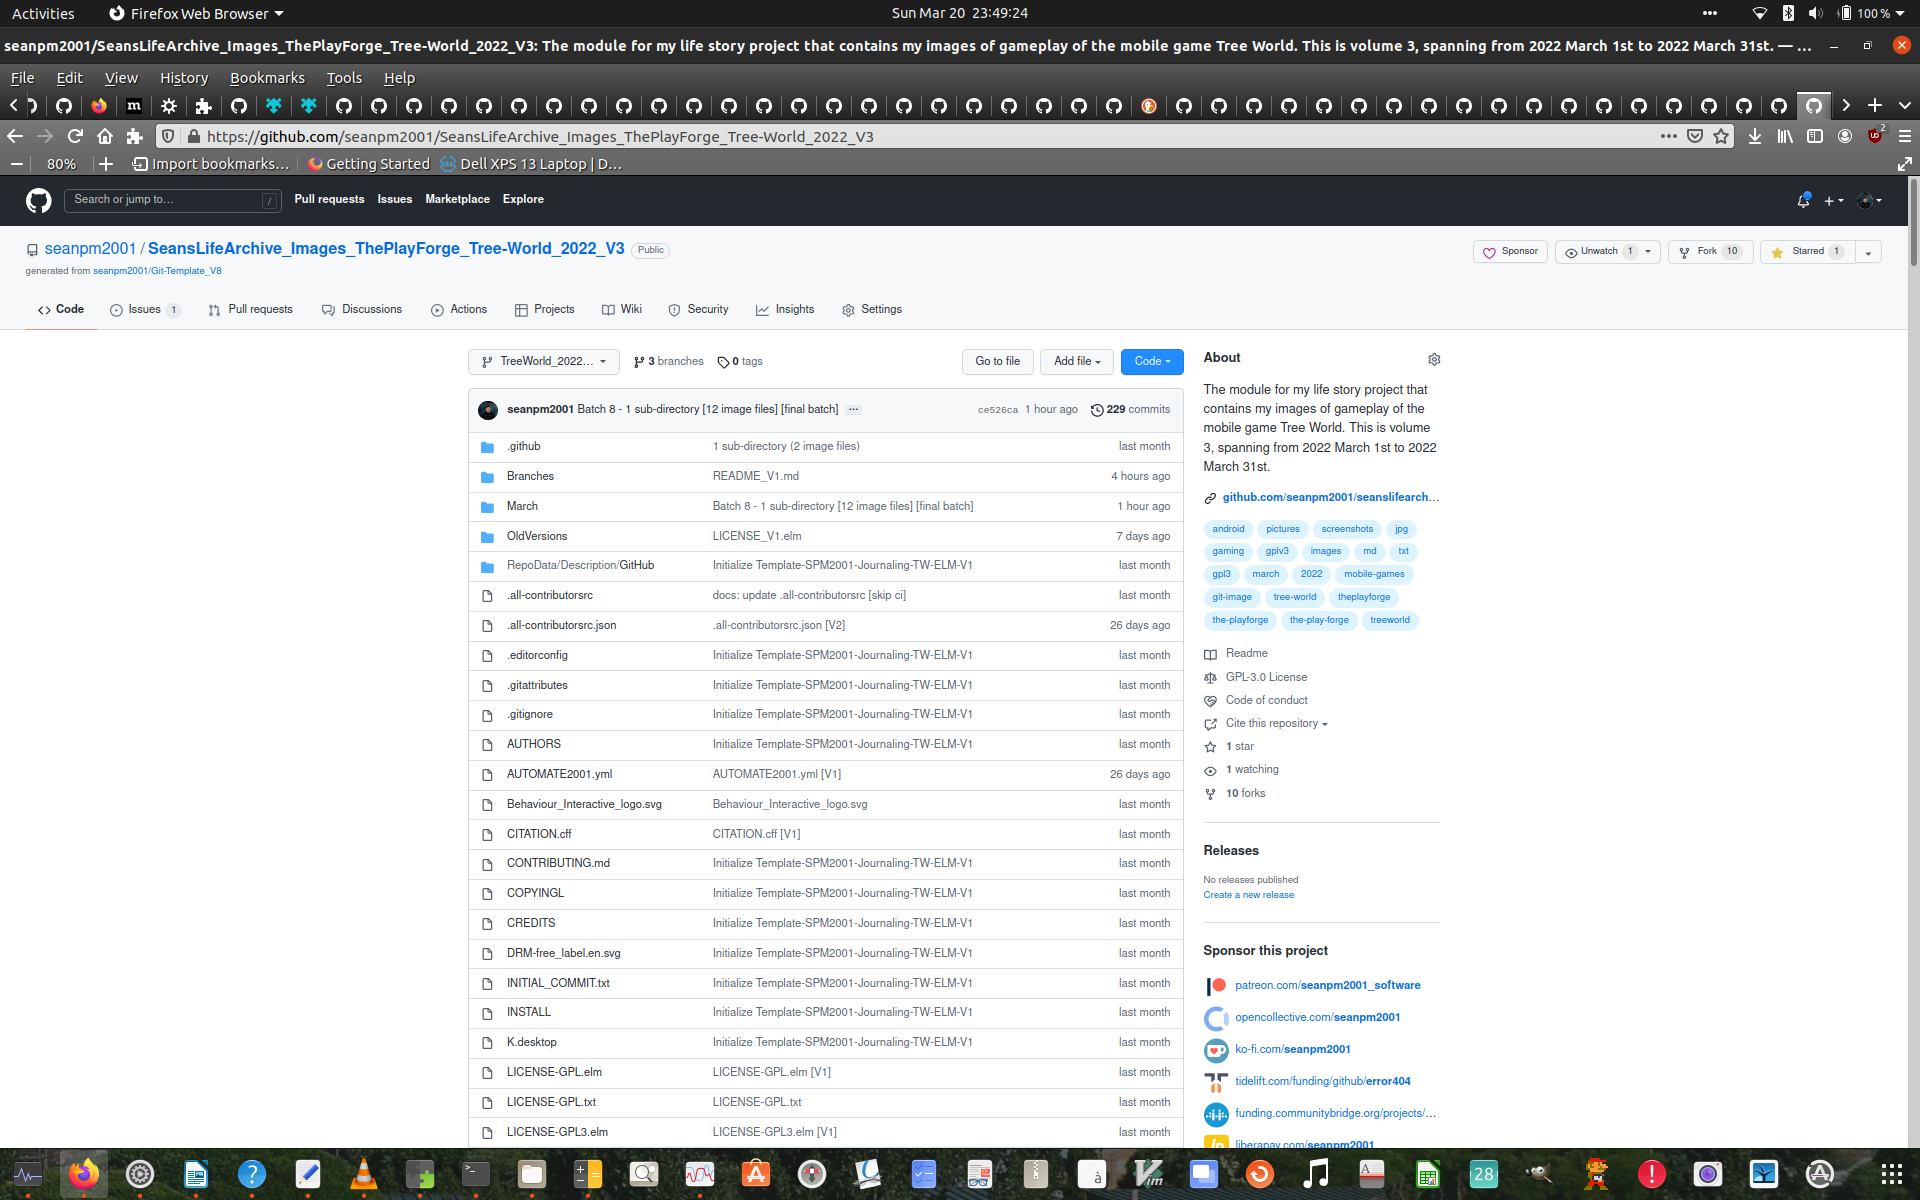 Activities Firefox Web Browser Sun Mar 20 23:49:24 100 %
seanpm2001/SeansLifeArchive_Images_ThePlayForge_Tree-World_2022_V3: The module for my life story project that contains my images of gameplay of the mobile game Tree World. This is volume 3, spanning from 2022 March 1st to 2022 March 31st. — ...
File Edit View History Bookmarks Tools Help
https://github.com/seanpm2001/SeansLifeArchive_Images_ThePlayForge_Tree-World_2022_V3 2
80% Import bookmarks... Getting Started Dell XPS 13 Laptop | D...
Search or jump to... / Pull requests Issues Marketplace Explore
seanpm2001 / SeansLifeArchive_Images_ThePlayForge_Tree-World_2022_V3 Public Sponsor Unwatch 1 Fork 10 Starred 1
generated from seanpm2001/Git-Template_V8
Code Issues 1 Pull requests Discussions Actions Projects Wiki Security Insights Settings
TreeWorld_2022... 3 branches 0 tags Go to file Add file Code
seanpm2001 Batch 8 - 1 sub-directory [12 image files] [final batch] ... ce526ca 1 hour ago 229 commits
.github 1 sub-directory (2 image files) last month
Branches README_V1.md 4 hours ago
March Batch 8 - 1 sub-directory [12 image files] [final batch] 1 hour ago
OldVersions LICENSE_V1.elm 7 days ago
RepoData/Description/GitHub Initialize Template-SPM2001-Journaling-TW-ELM-V1 last month
.all-contributorsrc docs: update .all-contributorsrc [skip ci] last month
.all-contributorsrc.json .all-contributorsrc.json [V2] 26 days ago
.editorconfig Initialize Template-SPM2001-Journaling-TW-ELM-V1 last month
.gitattributes Initialize Template-SPM2001-Journaling-TW-ELM-V1 last month
.gitignore Initialize Template-SPM2001-Journaling-TW-ELM-V1 last month
AUTHORS Initialize Template-SPM2001-Journaling-TW-ELM-V1 last month
AUTOMATE2001.yml AUTOMATE2001.yml [V1] 26 days ago
Behaviour_Interactive_logo.svg Behaviour_Interactive_logo.svg last month
CITATION.cff CITATION.cff [V1] last month
CONTRIBUTING.md Initialize Template-SPM2001-Journaling-TW-ELM-V1 last month
COPYINGL Initialize Template-SPM2001-Journaling-TW-ELM-V1 last month
CREDITS Initialize Template-SPM2001-Journaling-TW-ELM-V1 last month
DRM-free_label.en.svg Initialize Template-SPM2001-Journaling-TW-ELM-V1 last month
INITIAL_COMMIT.txt Initialize Template-SPM2001-Journaling-TW-ELM-V1 last month
INSTALL Initialize Template-SPM2001-Journaling-TW-ELM-V1 last month
K.desktop Initialize Template-SPM2001-Journaling-TW-ELM-V1 last month
LICENSE-GPL.elm LICENSE-GPL.elm [V1] last month
LICENSE-GPL.txt LICENSE-GPL.txt last month
LICENSE-GPL3.elm LICENSE-GPL3.elm [V1] last month
About
The module for my life story project that
contains my images of gameplay of the
mobile game Tree World. This is volume
3, spanning from 2022 March 1st to 2022
March 31st.
github.com/seanpm2001/seanslifearch...
android pictures screenshots jpg
gaming gplv3 images md txt
gpl3 march 2022 mobile-games
git-image tree-world theplayforge
the-playforge the-play-forge treeworld
Readme
GPL-3.0 License
Code of conduct
Cite this repository
1 star
1 watching
10 forks
Releases
No releases published
Create a new release
Sponsor this project
patreon.com/seanpm2001_software
opencollective.com/seanpm2001
ko-fi.com/seanpm2001
tidelift.com/funding/github/error404
funding.communitybridge.org/projects/...
liberapay.com/seanpm2001
28